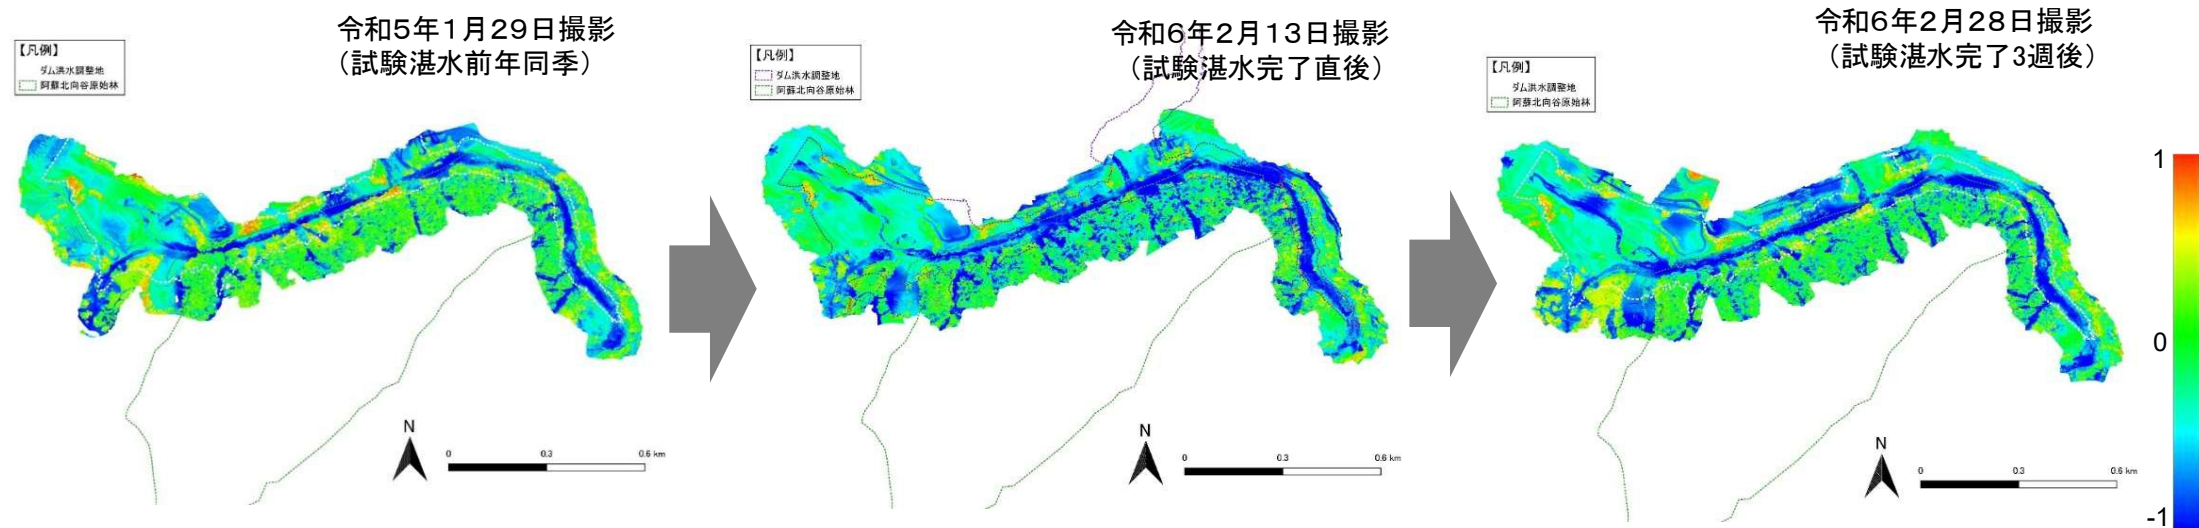 令和5年1月29日撮影
（試験湛水前年同季）
【凡例】
ダム洪水調整地
阿蘇北向谷原始林
N
0
0.3
0.6 km
令和6年2月13日撮影
（試験湛水完了直後）
【凡例】
ダム洪水調整地
阿蘇北向谷原始林
N
0
0.3
0.6 km
令和6年2月28日撮影
（試験湛水完了3週後）
【凡例】
ダム洪水調整地
阿蘇北向谷原始林
N
0
0.3
0.6 km
1
0
-1